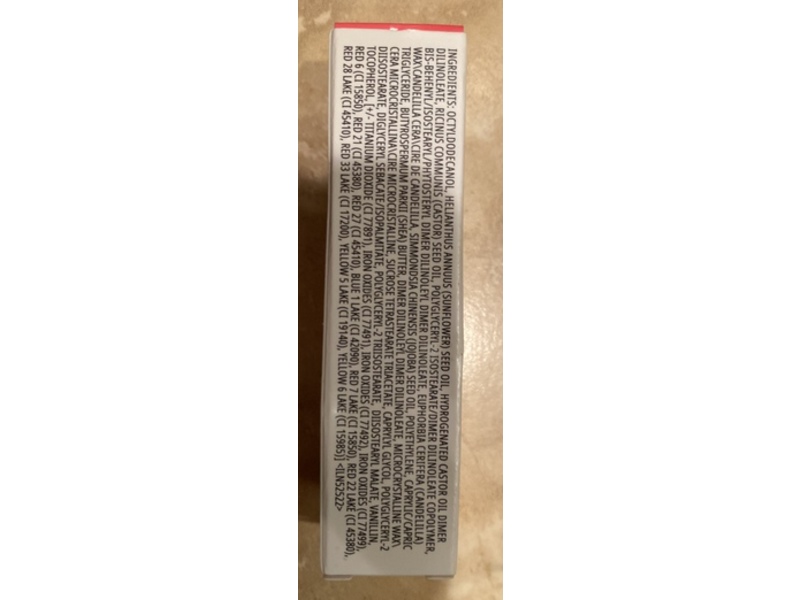 INGREDIENTS: OCTYLDODECANOL, HELIANTHUS ANNUUS (SUNFLOWER) SEED OIL, HYDROGENATED CASTOR OIL DIMER
DILINOLEATE, RICINUS COMMUNIS (CASTOR) SEED OIL, POLYGLYCERYL-2 ISOSTEARATE/DIMER DILINOLEATE COPOLYMER,
BIS-BEHENYL/ISOSTEARYL/PHYTOSTERYL DIMER DILINOLEYL DIMER DILINOLEATE, EUPHORBIA CERIFERA (CANDELILLA)
WAX\CANDELILLA CERA\CIRE DE CANDELILLA, SIMMONDSIA CHINENSIS (JOJOBA) SEED OIL, POLYETHYLENE, CAPRYLIC/CAPRIC
TRIGLYCERIDE, BUTYROSPERMUM PARKII (SHEA) BUTTER, DIMER DILINOLEYL DIMER DILINOLEATE, MICROCRYSTALLINE WAX\
CERA MICROCRISTALLINA\CIRE MICROCRISTALLINE, SUCROSE TETRASTEARATE TRIACETATE, CAPRYLYL GLYCOL, POLYGLYCERYL-2
DIISOSTEARATE, DIGLYCERYL SEBACATE/ISOPALMITATE, POLYGLYCERYL-2 TRIISOSTEARATE, DIISOSTEARYL MALATE, VANILLIN,
TOCOPHEROL, [+/- TITANIUM DIOXIDE (CI 77891), IRON OXIDES (CI 77491), IRON OXIDES (CI 77492), IRON OXIDES (CI 77499),
RED 6 (CI 15850), RED 21 (CI 45380), RED 27 (CI 45410), BLUE 1 LAKE (CI 42090), RED 7 LAKE (CI 15850), RED 22 LAKE (CI 45380),
RED 28 LAKE (CI 45410), RED 33 LAKE (CI 17200), YELLOW 5 LAKE (CI 19140), YELLOW 6 LAKE (CI 15985)] <ILN52522>